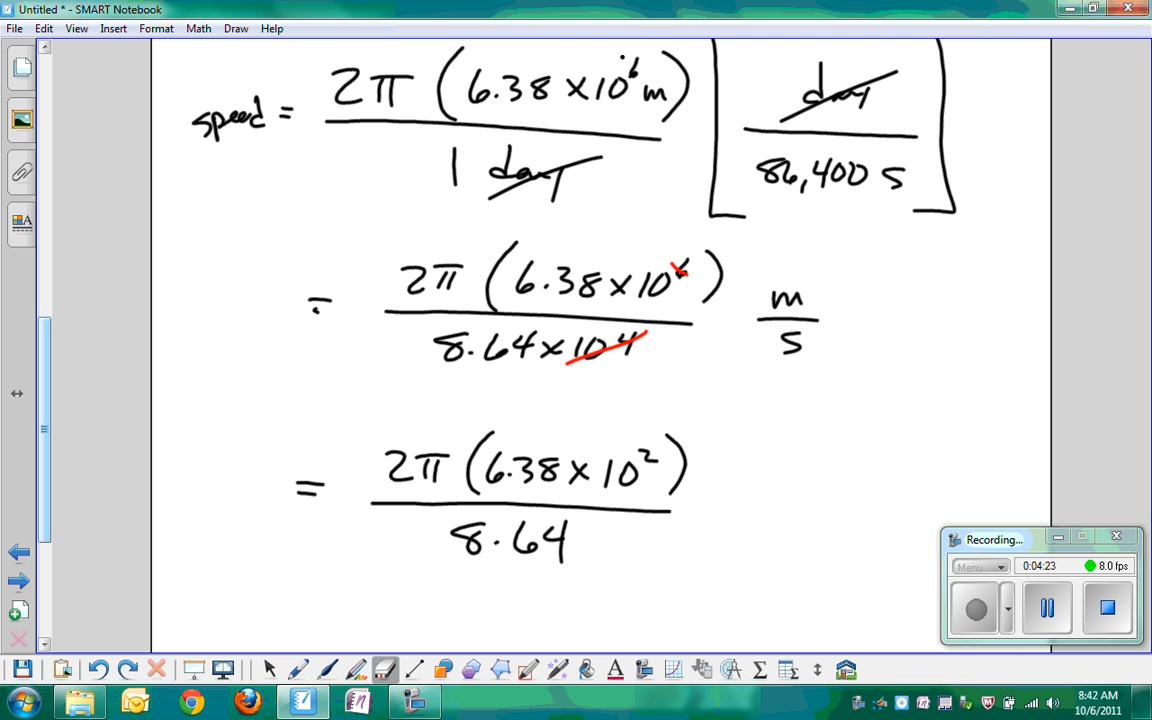 Untitled * - SMART Notebook
File Edit View Insert Format Math Draw Help
speed = 2π (6.38 ×10⁶ m) [ day
1 day 86,400 s
= 2π (6.38 × 10⁶) m
8.64 × 10⁴ s
= 2π (6.38 × 10²)
8.64
Recording...
Menu 0:04:23 8.0 fps
A Σ
8:42 AM
10/6/2011